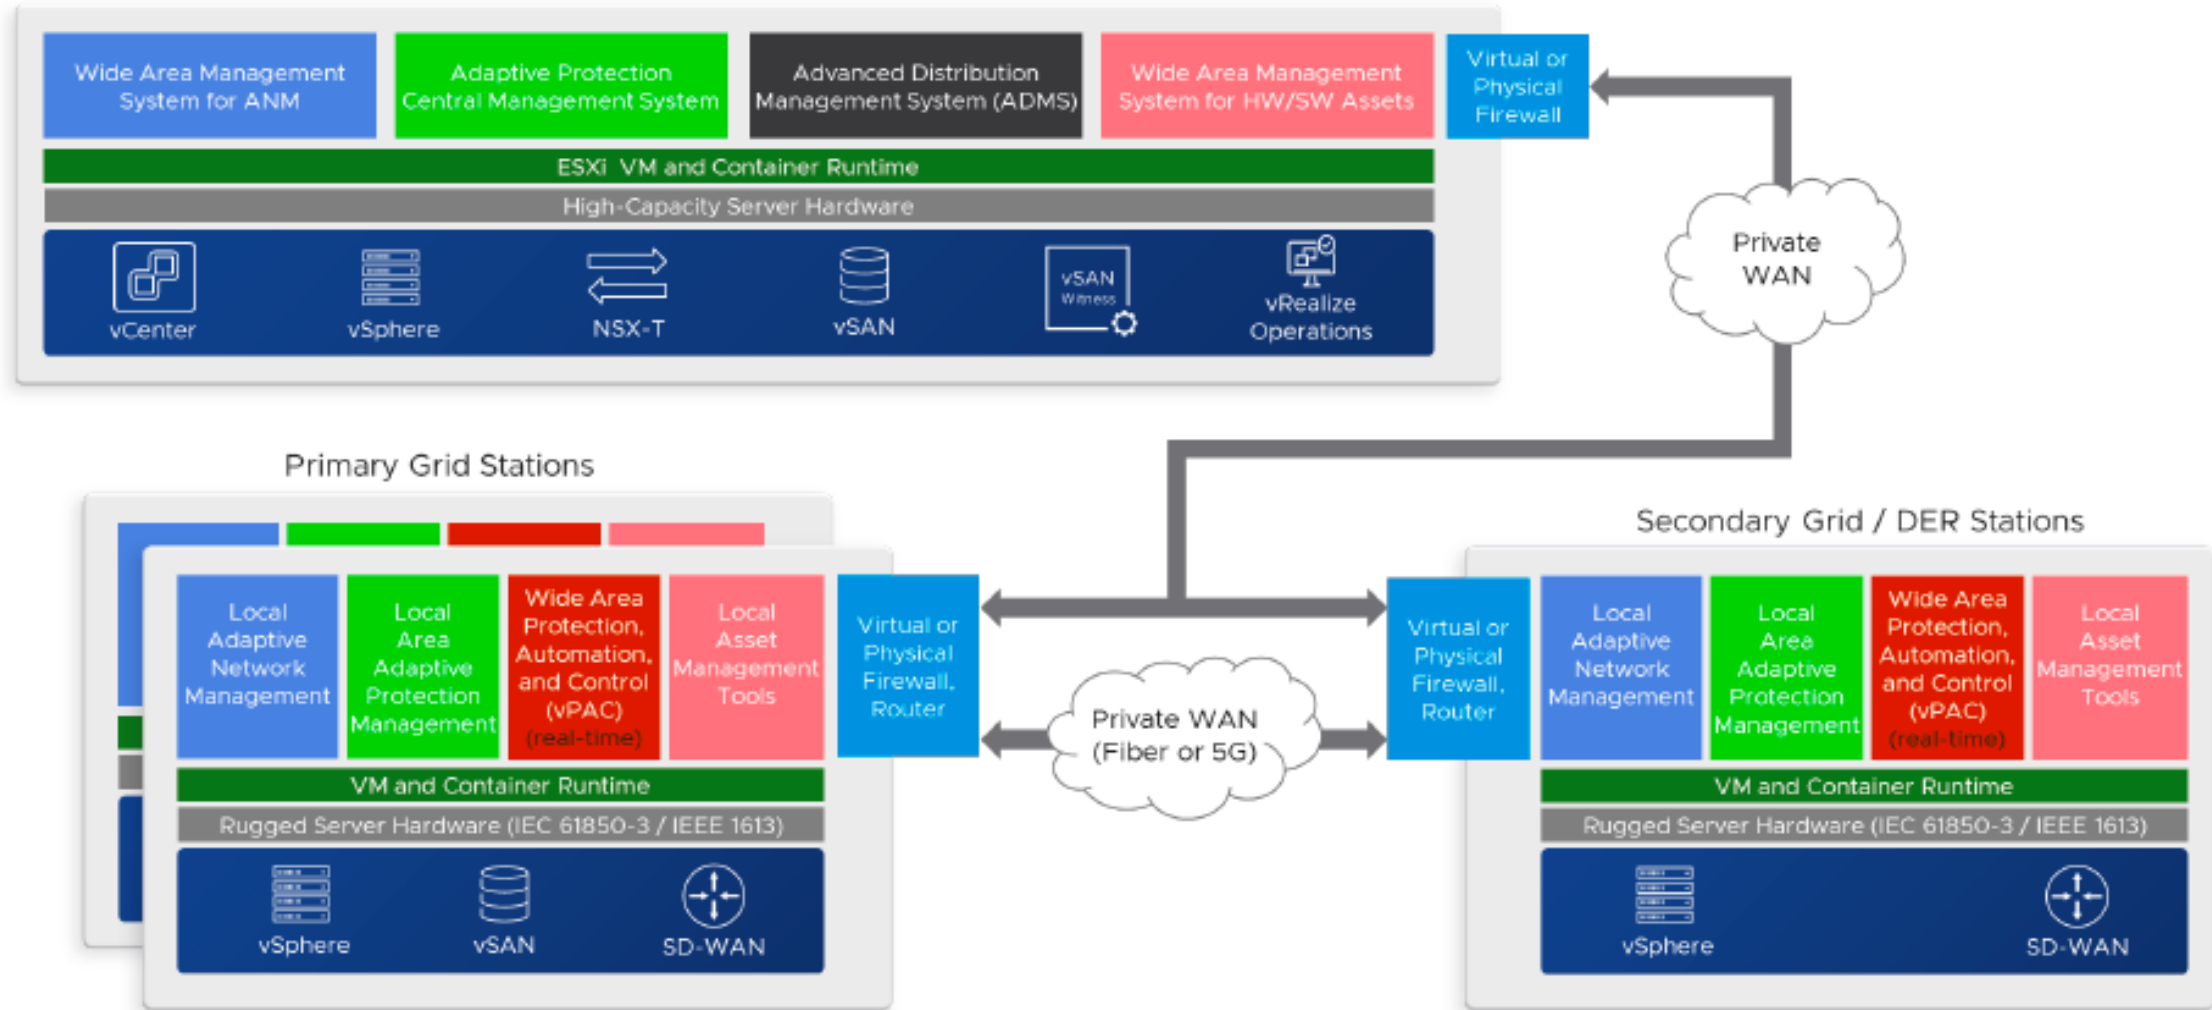 Wide Area Management
System for ANM
Adaptive Protection
Central Management System
Advanced Distribution
Management System (ADMS)
Wide Area Management
System for HW/SW Assets
Virtual or
Physical
Firewall
ESXi VM and Container Runtime
High-Capacity Server Hardware
vCenter
vSphere
NSX-T
vSAN
vSAN
Witness
vRealize
Operations
Private
WAN
Primary Grid Stations
Local
Adaptive
Network
Management
Local
Area
Adaptive
Protection
Management
Wide Area
Protection,
Automation,
and Control
(vPAC)
(real-time)
Local
Asset
Management
Tools
Virtual or
Physical
Firewall,
Router
VM and Container Runtime
Rugged Server Hardware (IEC 61850-3 / IEEE 1613)
vSphere
vSAN
SD-WAN
Private WAN
(Fiber or 5G)
Secondary Grid / DER Stations
Virtual or
Physical
Firewall,
Router
Local
Adaptive
Network
Management
Local
Area
Adaptive
Protection
Management
Wide Area
Protection,
Automation,
and Control
(vPAC)
(real-time)
Local
Asset
Management
Tools
VM and Container Runtime
Rugged Server Hardware (IEC 61850-3 / IEEE 1613)
vSphere
SD-WAN